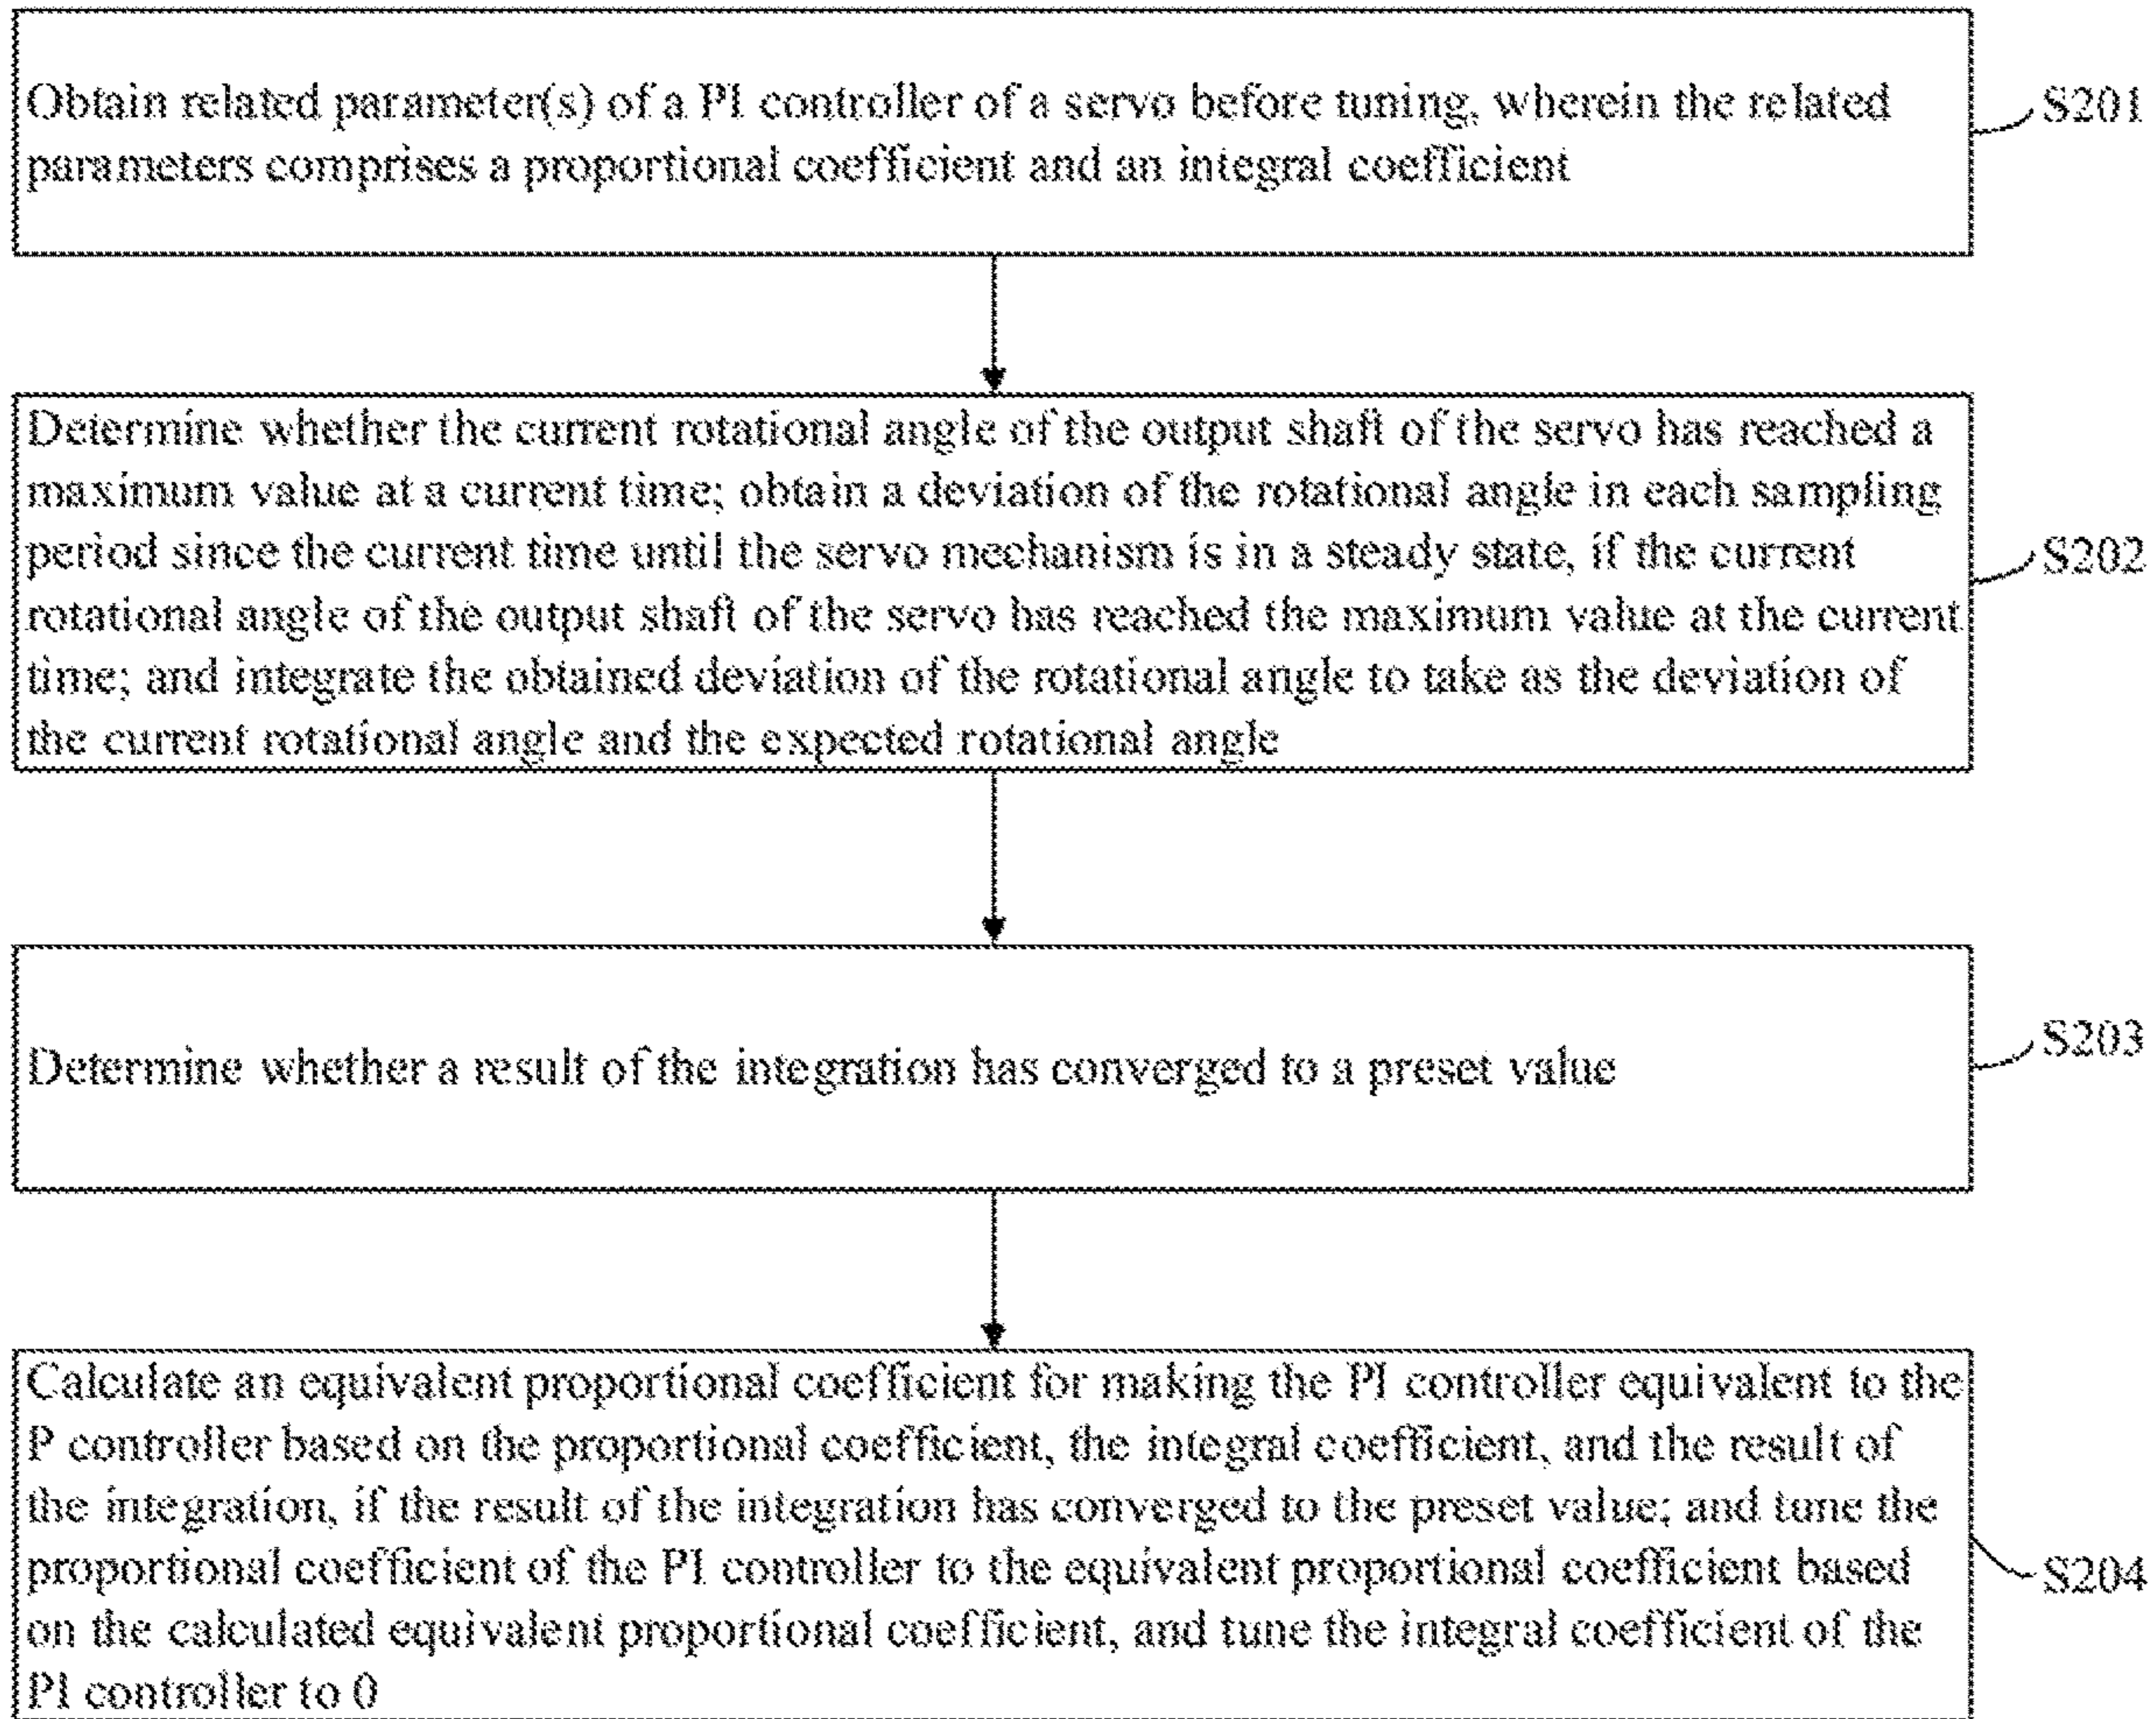 Obtain related parameter(s) of a PI controller of a servo before tuning, wherein the related
parameters comprises a proportional coefficient and an integral coefficient
S201
Determine whether the current rotational angle of the output shaft of the servo has reached a
maximum value at a current time; obtain a deviation of the rotational angle in each sampling
period since the current time until the servo mechanism is in a steady state, if the current
rotational angle of the output shaft of the servo has reached the maximum value at the current
time; and integrate the obtained deviation of the rotational angle to take as the deviation of
the current rotational angle and the expected rotational angle
S202
Determine whether a result of the integration has converged to a preset value
S203
Calculate an equivalent proportional coefficient for making the PI controller equivalent to the
P controller based on the proportional coefficient, the integral coefficient, and the result of
the integration, if the result of the integration has converged to the preset value; and tune the
proportional coefficient of the PI controller to the equivalent proportional coefficient based
on the calculated equivalent proportional coefficient, and tune the integral coefficient of the
PI controller to 0
S204